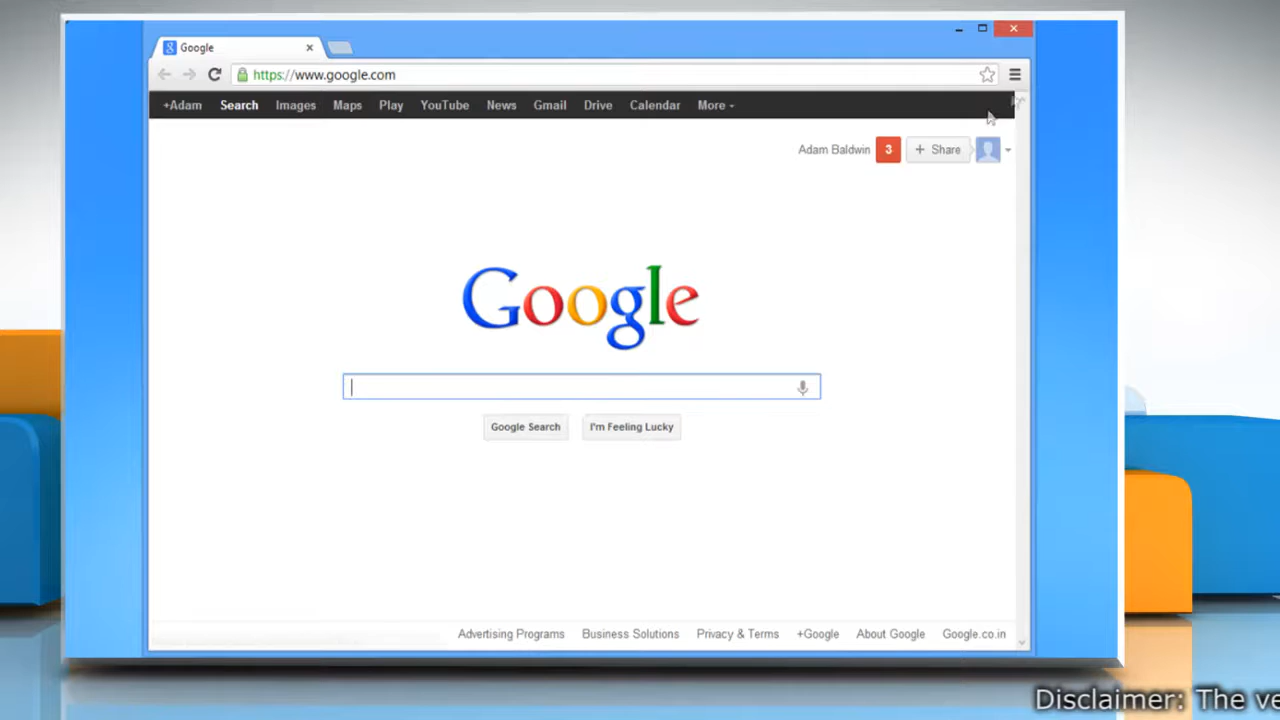 Google
https://www.google.com
+Adam Search Images Maps Play YouTube News Gmail Drive Calendar More
Adam Baldwin 3 + Share
Google
Google Search I'm Feeling Lucky
Advertising Programs Business Solutions Privacy & Terms +Google About Google Google.co.in
Disclaimer: The